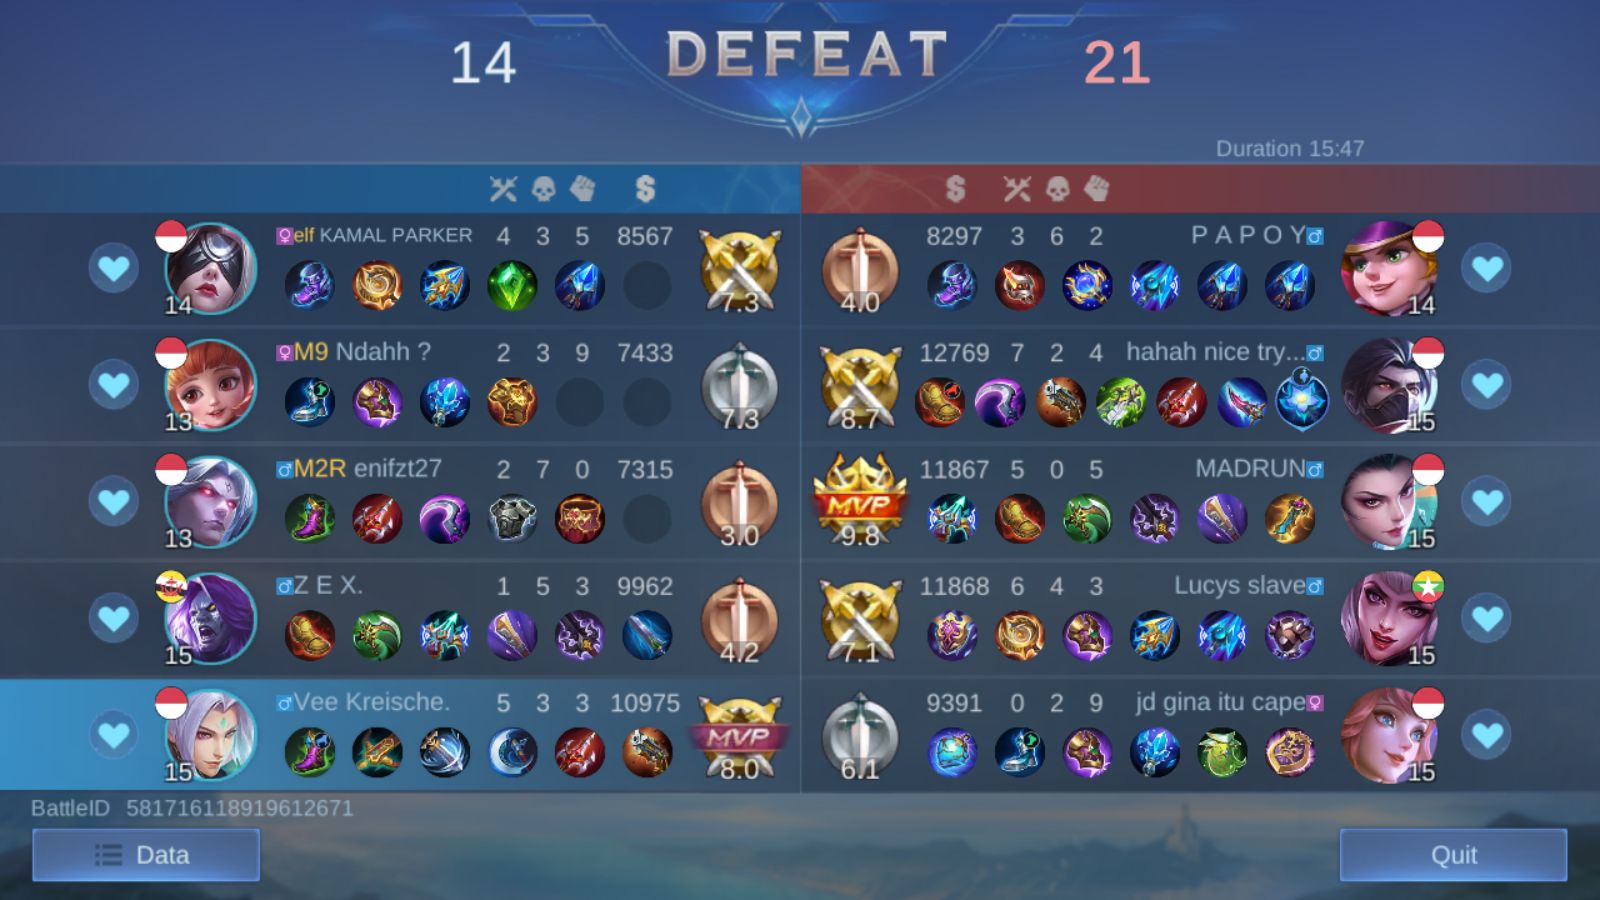 14 DEFEAT 21
Duration 15:47
elf KAMAL PARKER 4 3 5 8567 7.3 14
4.0 8297 3 6 2 P A P O Y 14
M9 Ndahh ? 2 3 9 7433 7.3 13
8.7 12769 7 2 4 hahah nice try... 15
M2R enifzt27 2 7 0 7315 3.0 13
MVP 9.8 11867 5 0 5 MADRUN 15
Z E X. 1 5 3 9962 4.2 15
7.1 11868 6 4 3 Lucys slave 15
Vee Kreische. 5 3 3 10975 MVP 8.0 15
6.1 9391 0 2 9 jd gina itu cape 15
BattleID 581716118919612671
Data
Quit